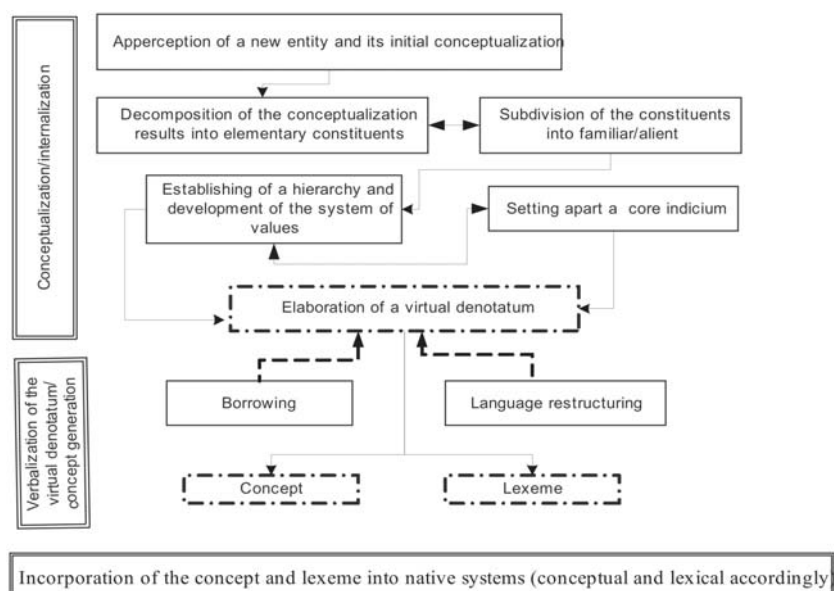 Conceptualization/internalization
Apperception of a new entity and its initial conceptualization
Decomposition of the conceptualization
results into elementary constituents
Subdivision of the constituents
into familiar/alient
Establishing of a hierarchy and
development of the system of
values
Setting apart a core indicium
Elaboration of a virtual denotatum
Verbalization of the
virtual denotatum/
concept generation
Borrowing
Language restructuring
Concept
Lexeme
Incorporation of the concept and lexeme into native systems (conceptual and lexical accordingly)